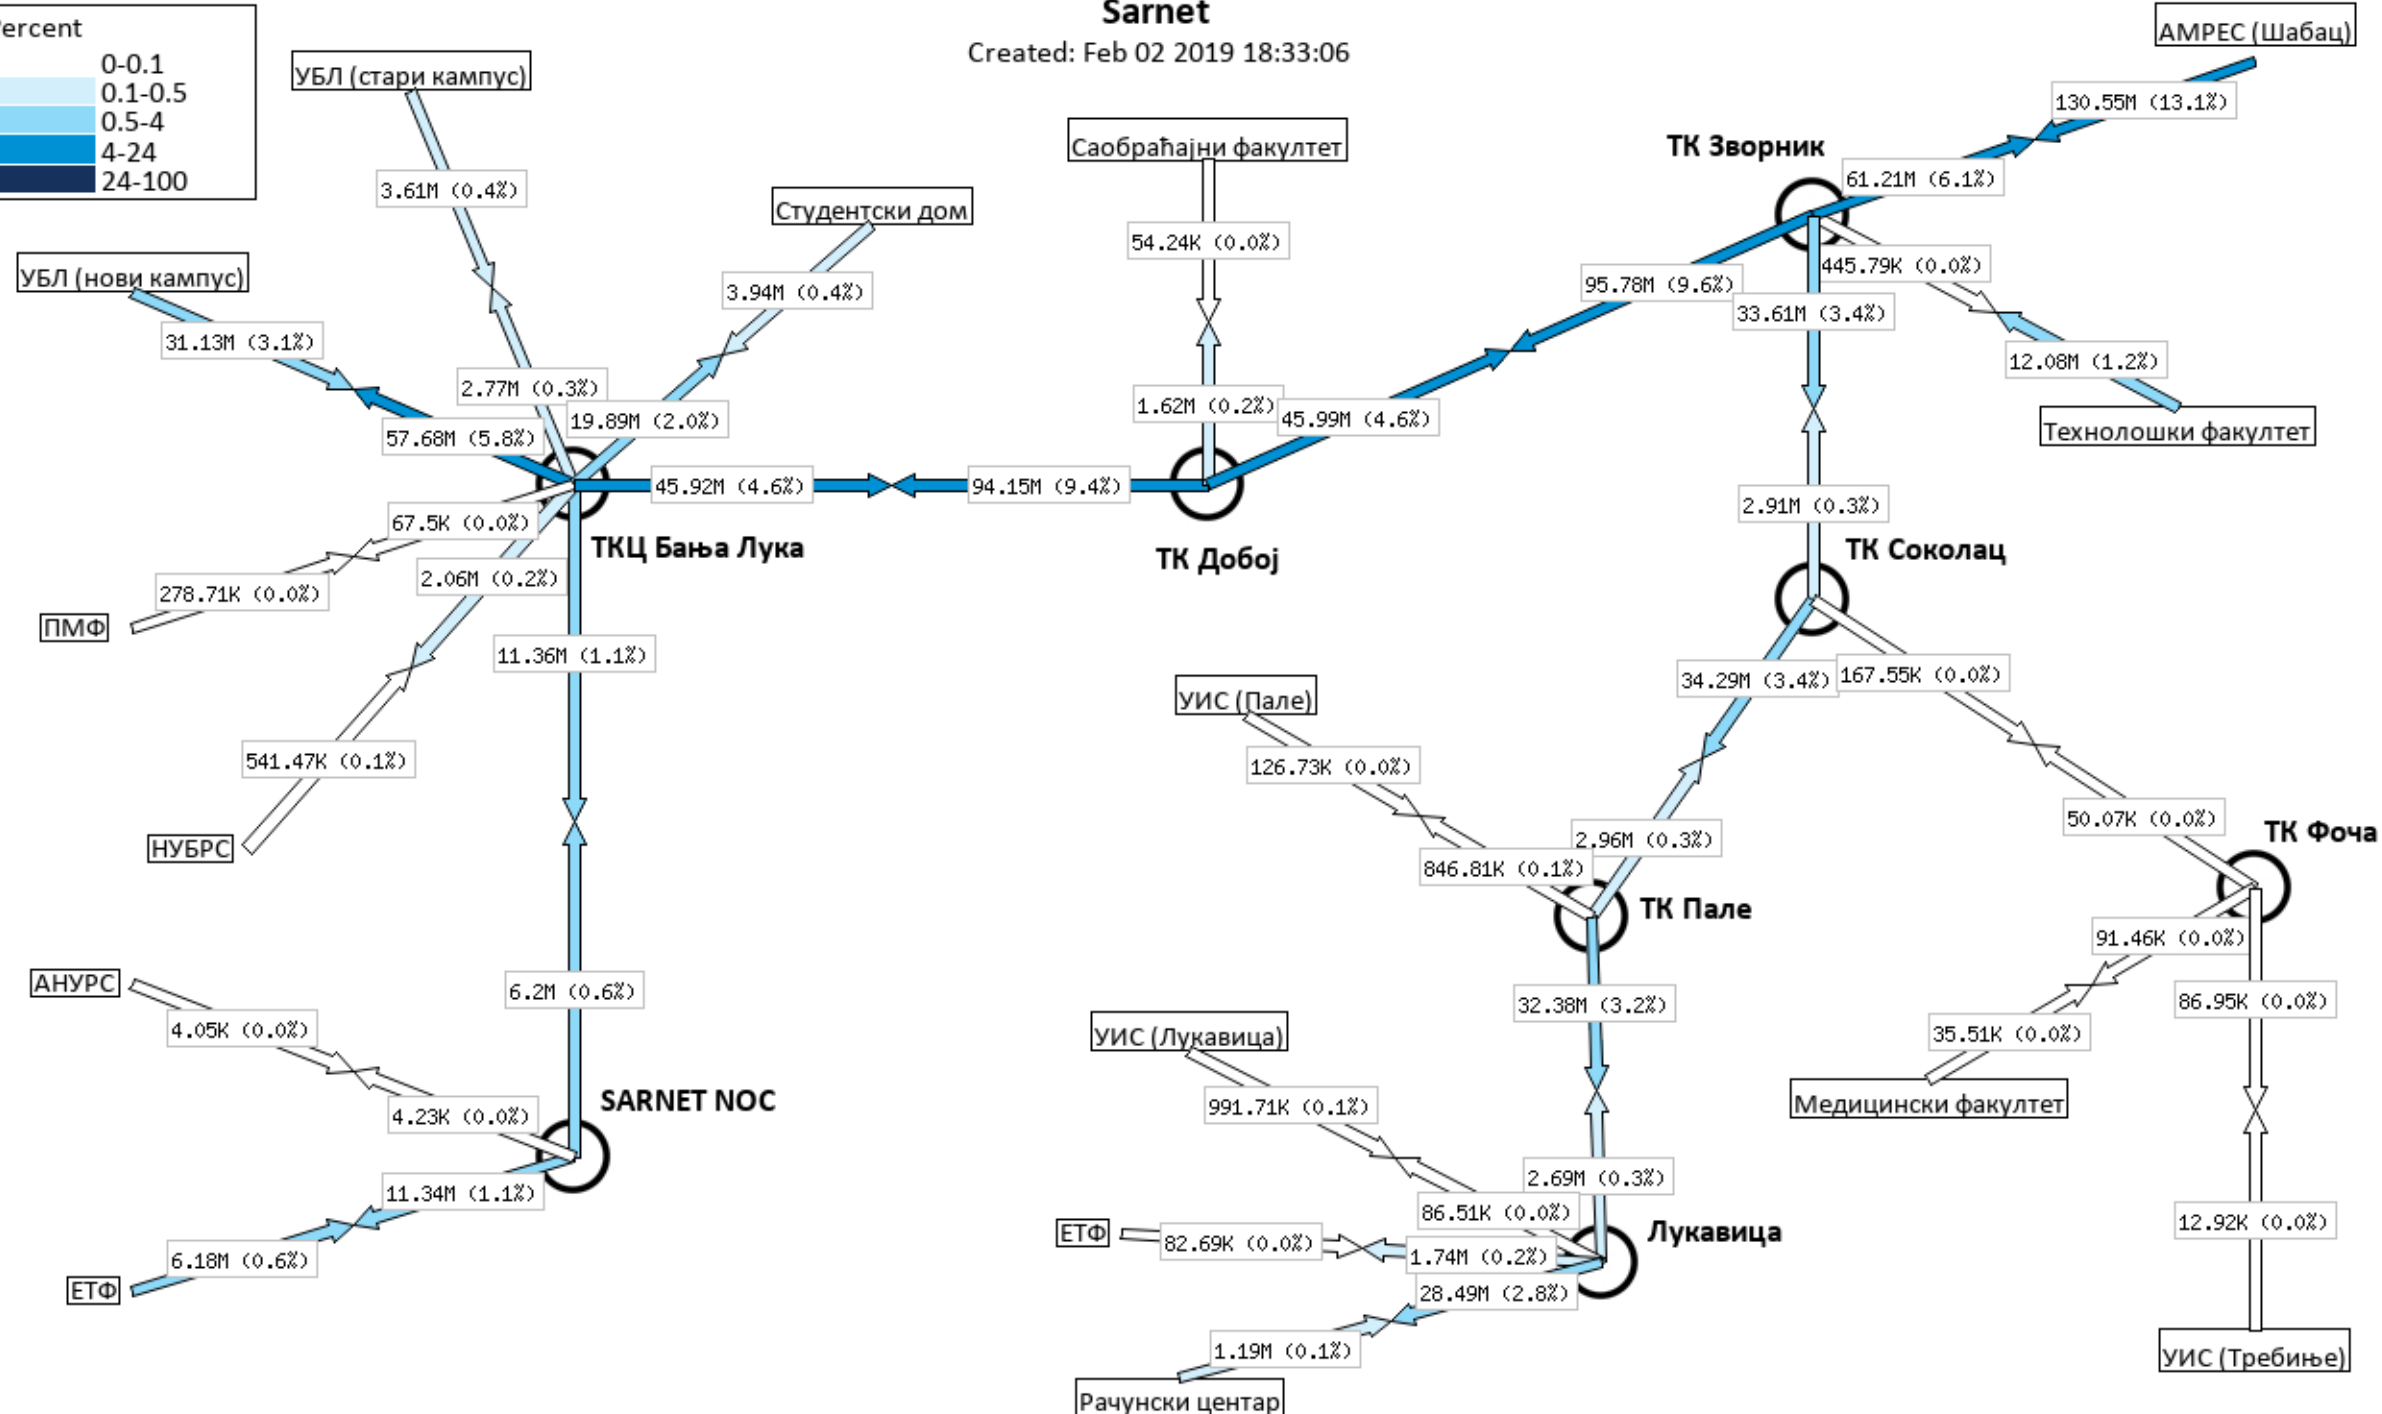 Percent
0-0.1
0.1-0.5
0.5-4
4-24
24-100
Sarnet
Created: Feb 02 2019 18:33:06
АМРЕС (Шабац)
УБЛ (стари кампус)
130.55M (13.1%)
Саобраћајни факултет
ТК Зворник
61.21M (6.1%)
3.61M (0.4%)
Студентски дом
54.24K (0.0%)
УБЛ (нови кампус)
445.79K (0.0%)
3.94M (0.4%)
95.78M (9.6%)
33.61M (3.4%)
31.13M (3.1%)
12.08M (1.2%)
2.77M (0.3%)
1.62M (0.2%)
19.89M (2.0%)
45.99M (4.6%)
Технолошки факултет
57.68M (5.8%)
45.92M (4.6%)
94.15M (9.4%)
2.91M (0.3%)
67.5K (0.0%)
ТКЦ Бања Лука
ТК Добој
ТК Соколац
2.06M (0.2%)
278.71K (0.0%)
ПМФ
11.36M (1.1%)
34.29M (3.4%)
167.55K (0.0%)
УИС (Пале)
541.47K (0.1%)
126.73K (0.0%)
50.07K (0.0%)
ТК Фоча
НУБРС
2.96M (0.3%)
846.81K (0.1%)
ТК Пале
91.46K (0.0%)
АНУРС
6.2M (0.6%)
32.38M (3.2%)
86.95K (0.0%)
4.05K (0.0%)
УИС (Лукавица)
35.51K (0.0%)
SARNET NOC
991.71K (0.1%)
Медицински факултет
4.23K (0.0%)
2.69M (0.3%)
11.34M (1.1%)
86.51K (0.0%)
12.92K (0.0%)
ЕТФ
82.69K (0.0%)
Лукавица
6.18M (0.6%)
1.74M (0.2%)
ЕТФ
28.49M (2.8%)
1.19M (0.1%)
УИС (Требиње)
Рачунски центар